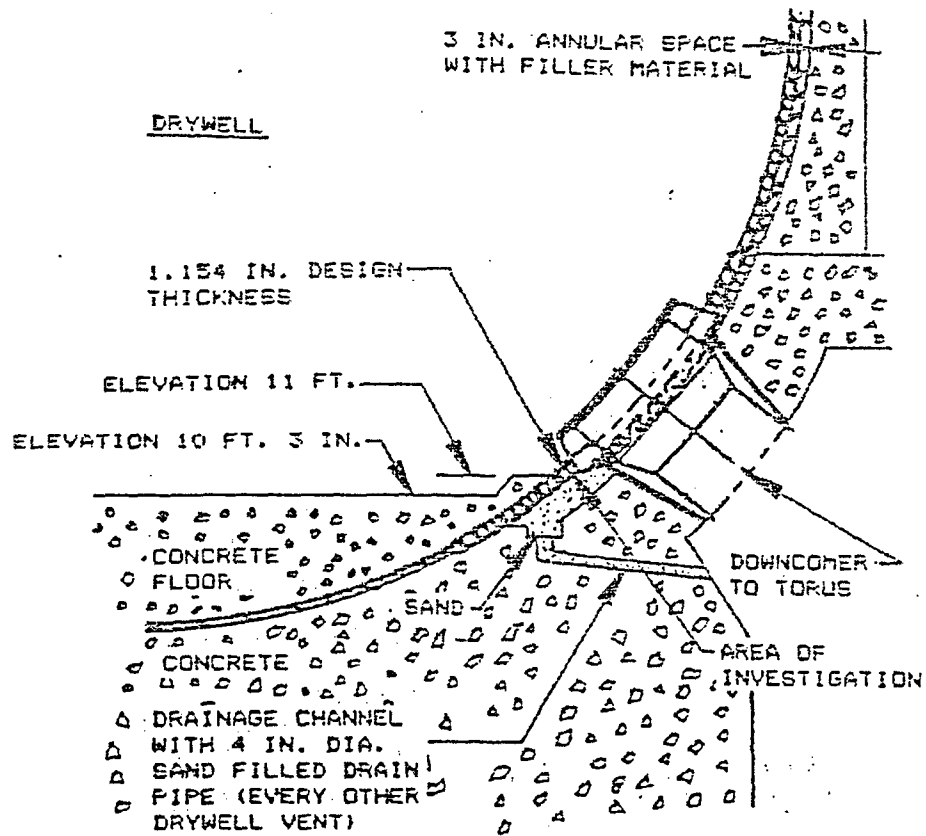 3 IN. ANNULAR SPACE
WITH FILLER MATERIAL
DRYWELL
1.154 IN. DESIGN
THICKNESS
ELEVATION 11 FT.
ELEVATION 10 FT. 3 IN.
CONCRETE
FLOOR
SAND
DOWNCOMER
TO TORUS
CONCRETE
AREA OF
INVESTIGATION
DRAINAGE CHANNEL
WITH 4 IN. DIA.
SAND FILLED DRAIN
PIPE (EVERY OTHER
DRYWELL VENT)